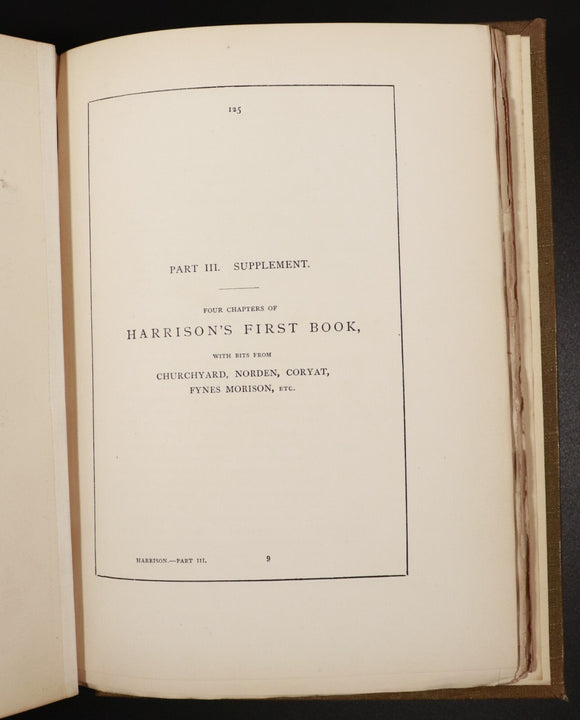 125
PART III. SUPPLEMENT.
FOUR CHAPTERS OF
HARRISON'S FIRST BOOK,
WITH BITS FROM
CHURCHYARD, NORDEN, CORYAT,
FYNES MORISON, ETC.
HARRISON.—PART III. 9